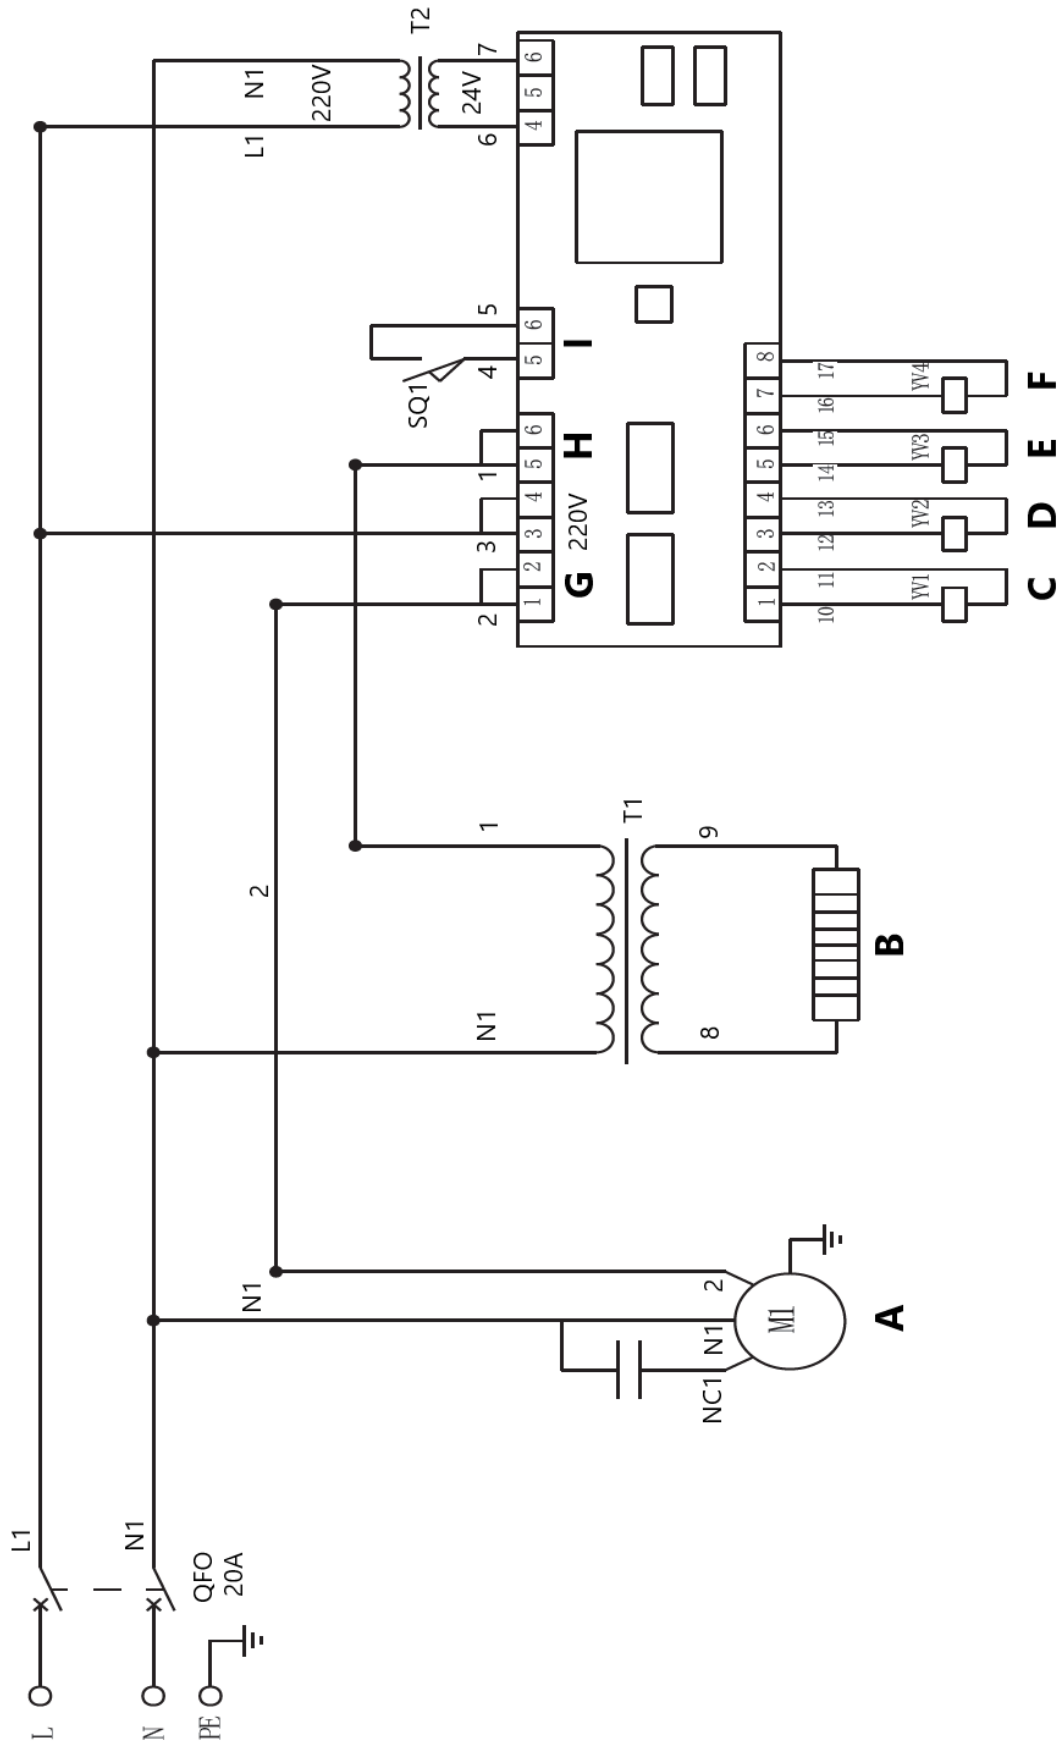 L1
L
N1
N
QFO
20A
PE
N1
2
L1
N1
220V
SQ1
T2
24V
N1
1
2
3
1
4
5
6
7
1 2 3 4 5 6
5 6
4 5 6
G
220V
H
I
T1
8
9
NC1
N1
2
M1
1 2 3 4 5 6 7 8
10 11 12 13 14 15 16 17
A
B
YV1
YV2
YV3
YV4
C
D
E
F